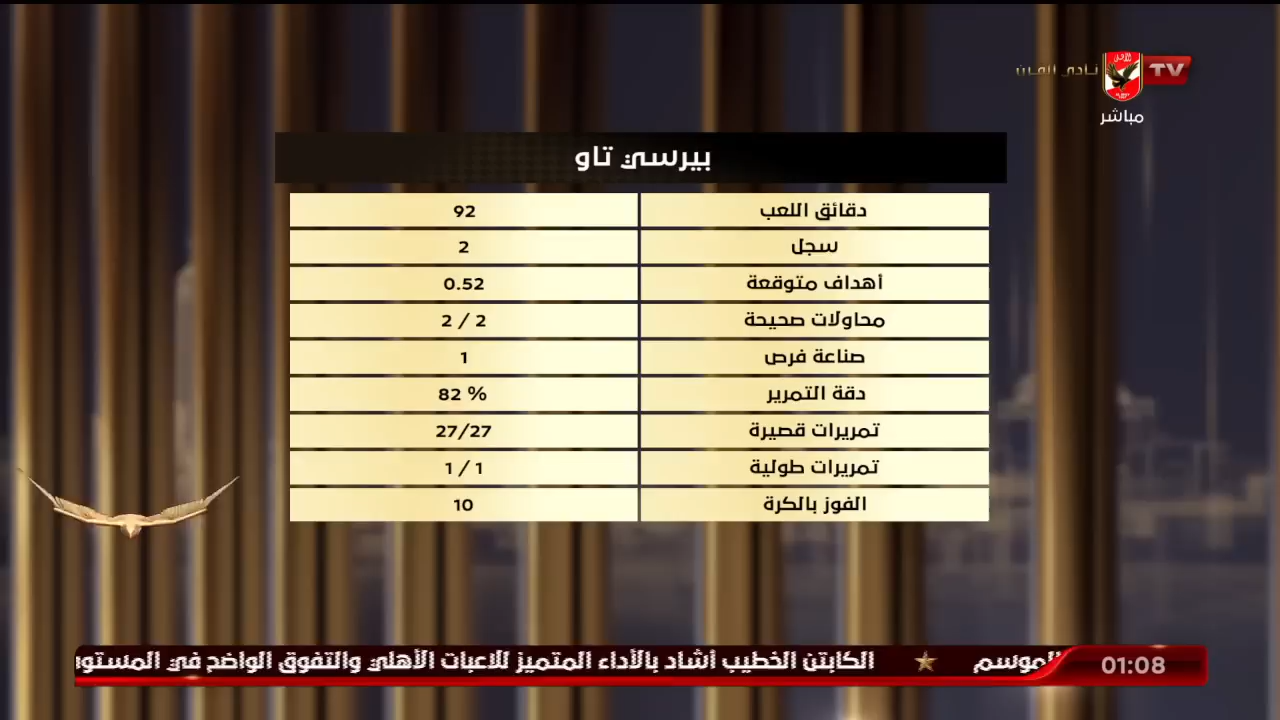 نادي القرن TV
مباشر
بيرسي تاو
دقائق اللعب 92
سجل 2
أهداف متوقعة 0.52
محاولات صحيحة 2 / 2
صناعة فرص 1
دقة التمرير 82 %
تمريرات قصيرة 27/27
تمريرات طولية 1 / 1
الفوز بالكرة 10
01:08 الموسم ★ الكابتن الخطيب أشاد بالأداء المتميز للاعبات الأهلي والتفوق الواضح في